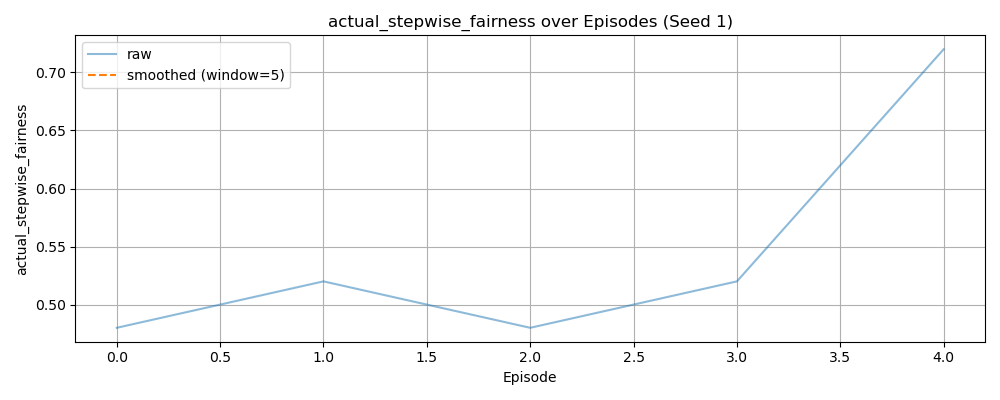 actual_stepwise_fairness over Episodes (Seed 1)
raw
smoothed (window=5)
actual_stepwise_fairness
0.70
0.65
0.60
0.55
0.50
0.0 0.5 1.0 1.5 2.0 2.5 3.0 3.5 4.0
Episode